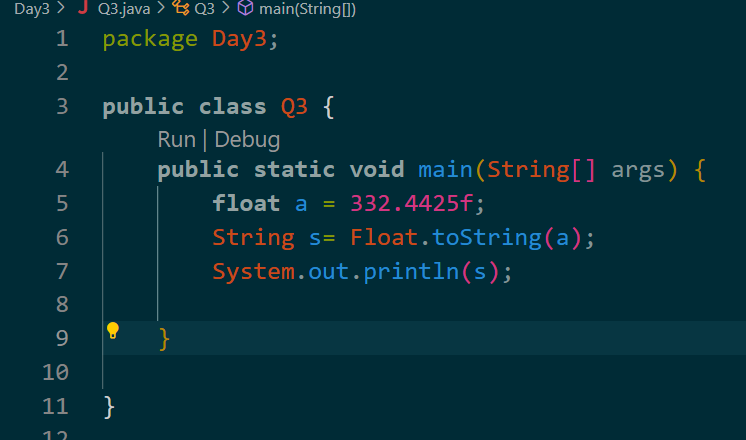 Day3 > J Q3.java > Q3 > main(String[])
1 package Day3;
2
3 public class Q3 {
Run | Debug
4 public static void main(String[] args) {
5 float a = 332.4425f;
6 String s= Float.toString(a);
7 System.out.println(s);
8
9 }
10
11 }
12